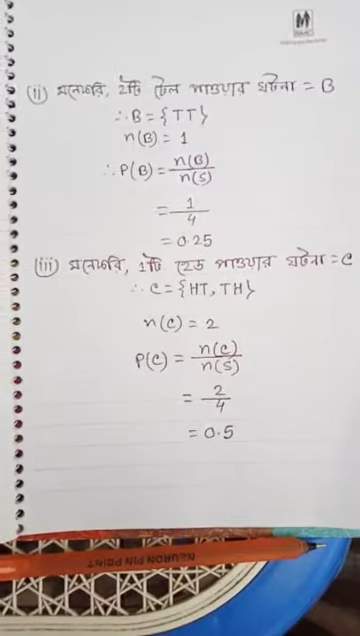 (ii) মনেকরি, 2টি টেল পাওয়ার ঘটনা = B
∴ B = {TT}
n(B) = 1
∴ P(B) = n(B)/n(S)
= 1/4
= 0.25
(iii) মনেকরি, 1টি হেড পাওয়ার ঘটনা = C
∴ C = {HT, TH}
n(C) = 2
P(C) = n(C)/n(S)
= 2/4
= 0.5
NEURON PIN POINT